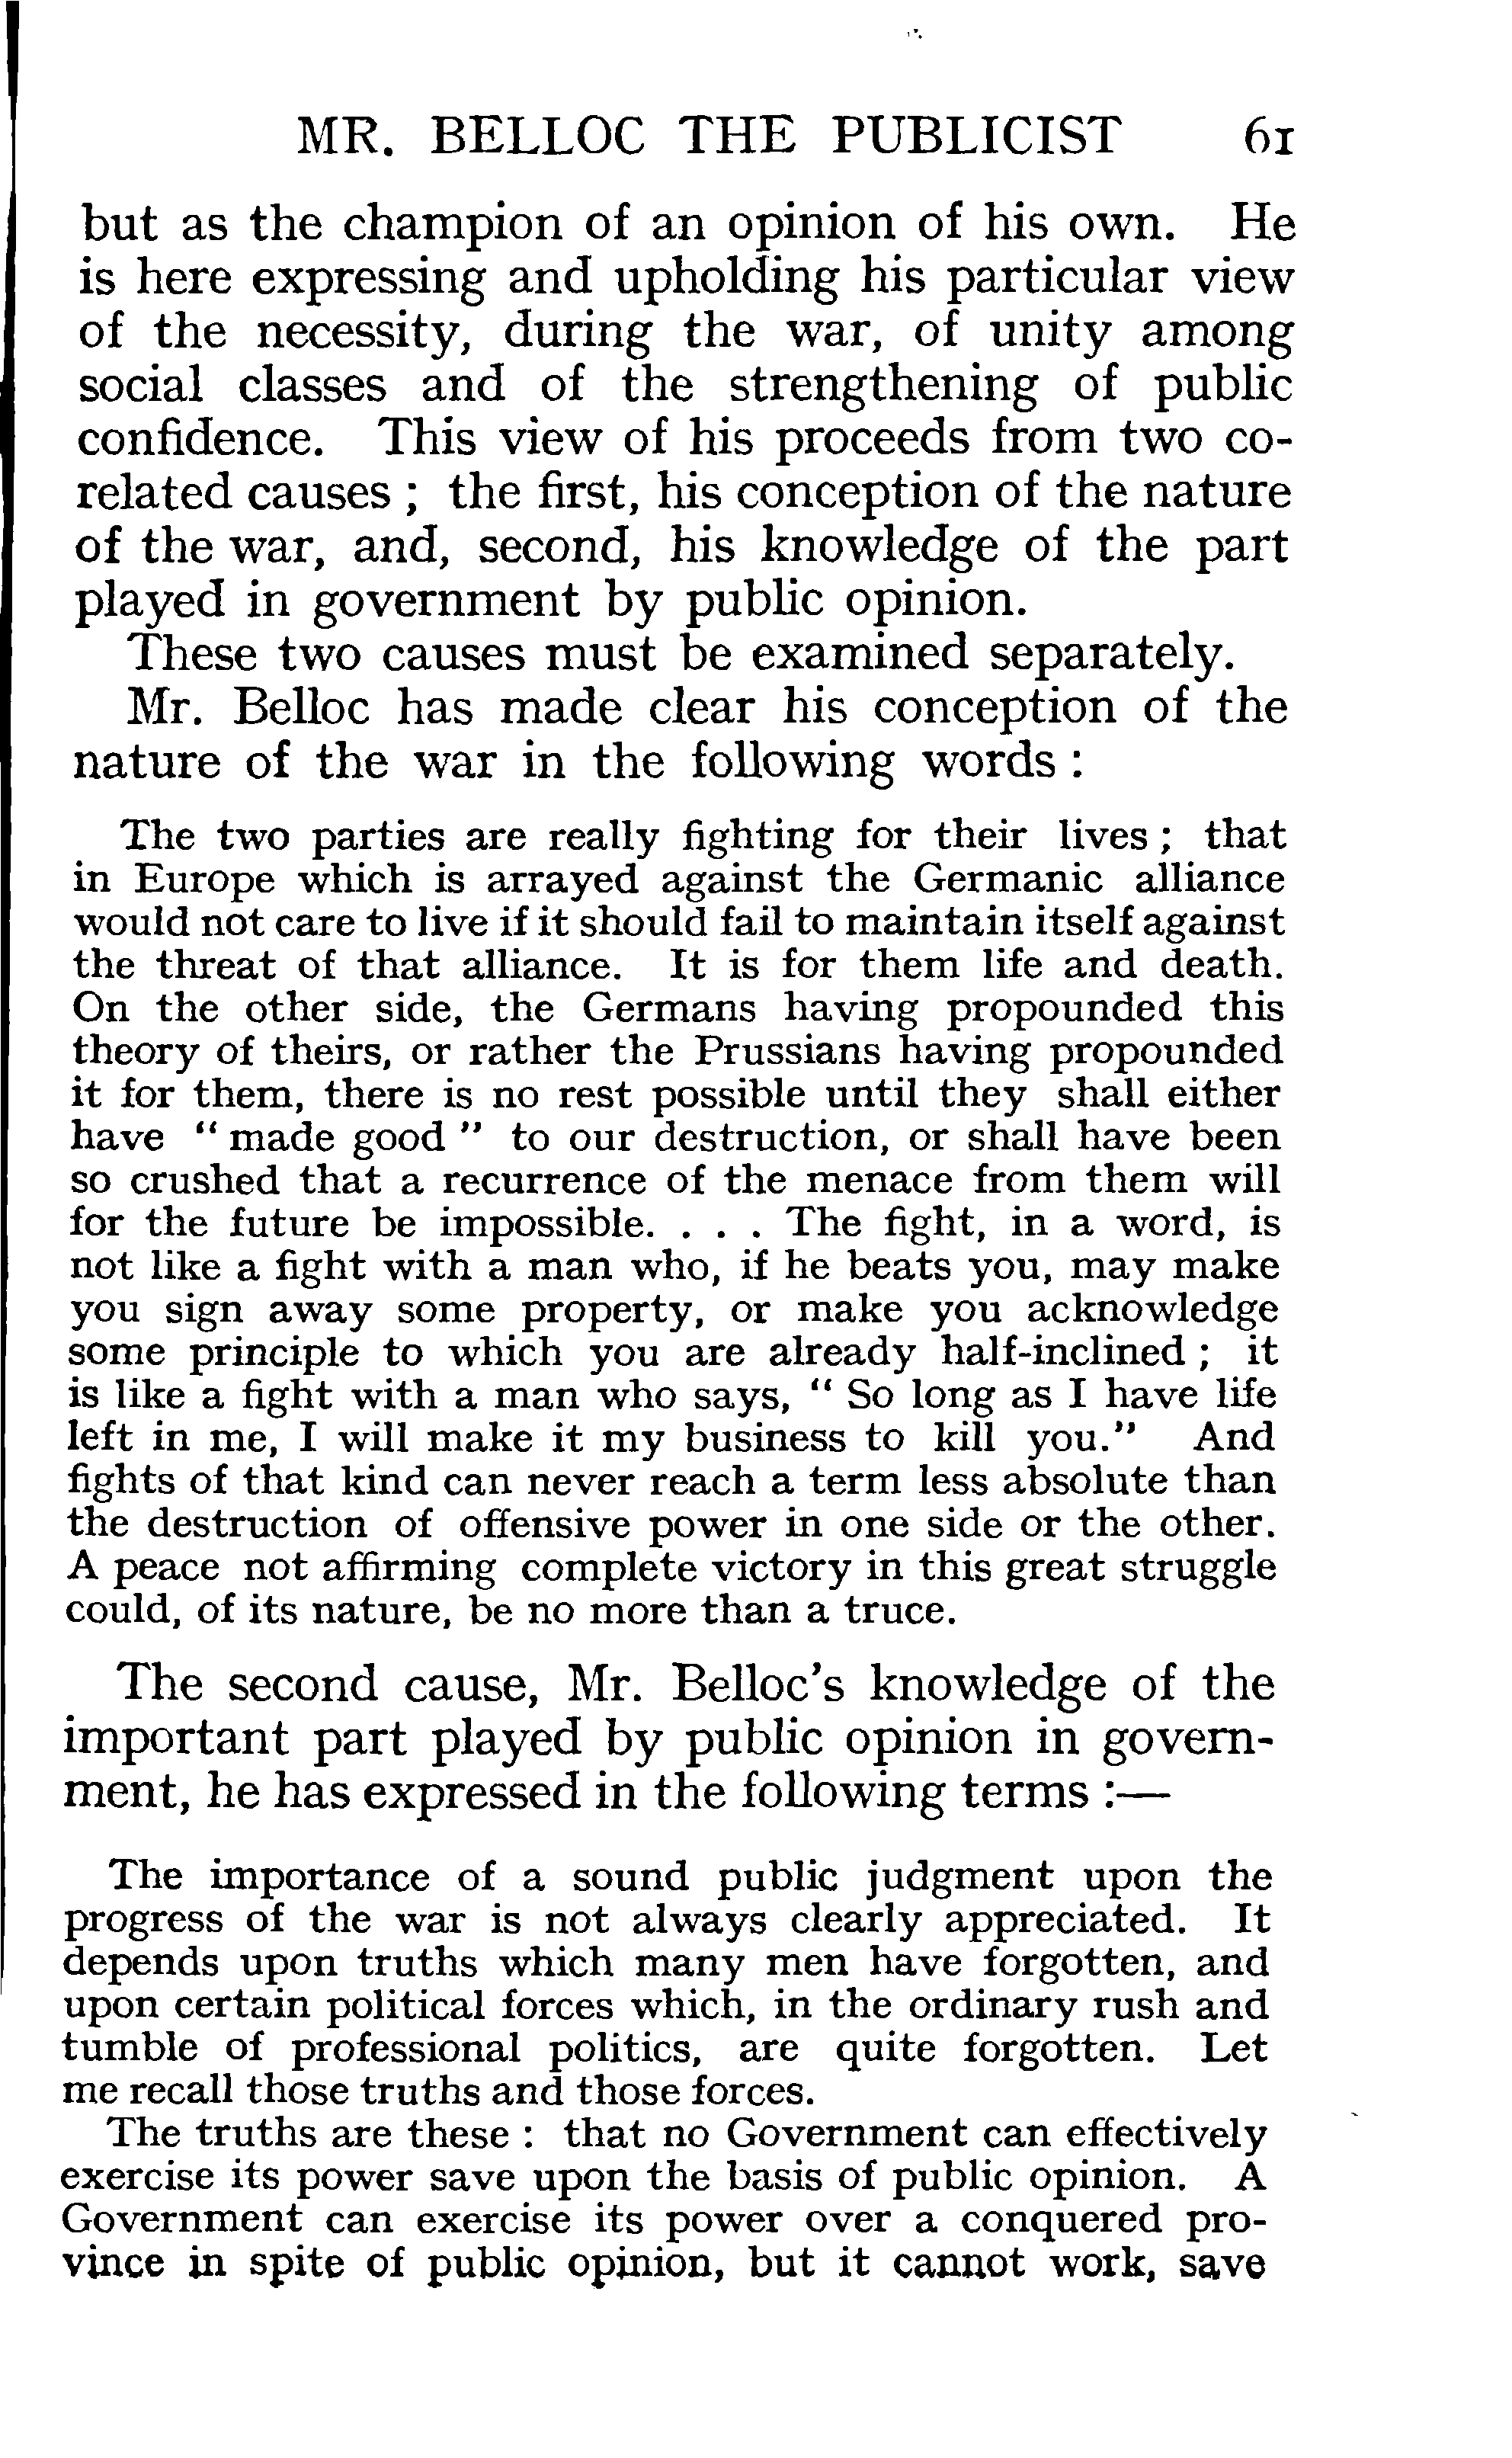 MR. BELLOC THE PUBLICIST 61
but as the champion of an opinion of his own. He
is here expressing and upholding his particular view
of the necessity, during the war, of unity among
social classes and of the strengthening of public
confidence. This view of his proceeds from two co-
related causes ; the first, his conception of the nature
of the war, and, second, his knowledge of the part
played in government by public opinion.
These two causes must be examined separately.
Mr. Belloc has made clear his conception of the
nature of the war in the following words :
The two parties are really fighting for their lives ; that
in Europe which is arrayed against the Germanic alliance
would not care to live if it should fail to maintain itself against
the threat of that alliance. It is for them life and death.
On the other side, the Germans having propounded this
theory of theirs, or rather the Prussians having propounded
it for them, there is no rest possible until they shall either
have “ made good ” to our destruction, or shall have been
so crushed that a recurrence of the menace from them will
for the future be impossible. . . . The fight, in a word, is
not like a fight with a man who, if he beats you, may make
you sign away some property, or make you acknowledge
some principle to which you are already half-inclined ; it
is like a fight with a man who says, “ So long as I have life
left in me, I will make it my business to kill you.” And
fights of that kind can never reach a term less absolute than
the destruction of offensive power in one side or the other.
A peace not affirming complete victory in this great struggle
could, of its nature, be no more than a truce.
The second cause, Mr. Belloc’s knowledge of the
important part played by public opinion in govern-
ment, he has expressed in the following terms :—
The importance of a sound public judgment upon the
progress of the war is not always clearly appreciated. It
depends upon truths which many men have forgotten, and
upon certain political forces which, in the ordinary rush and
tumble of professional politics, are quite forgotten. Let
me recall those truths and those forces.
The truths are these : that no Government can effectively
exercise its power save upon the basis of public opinion. A
Government can exercise its power over a conquered pro-
vince in spite of public opinion, but it cannot work, save